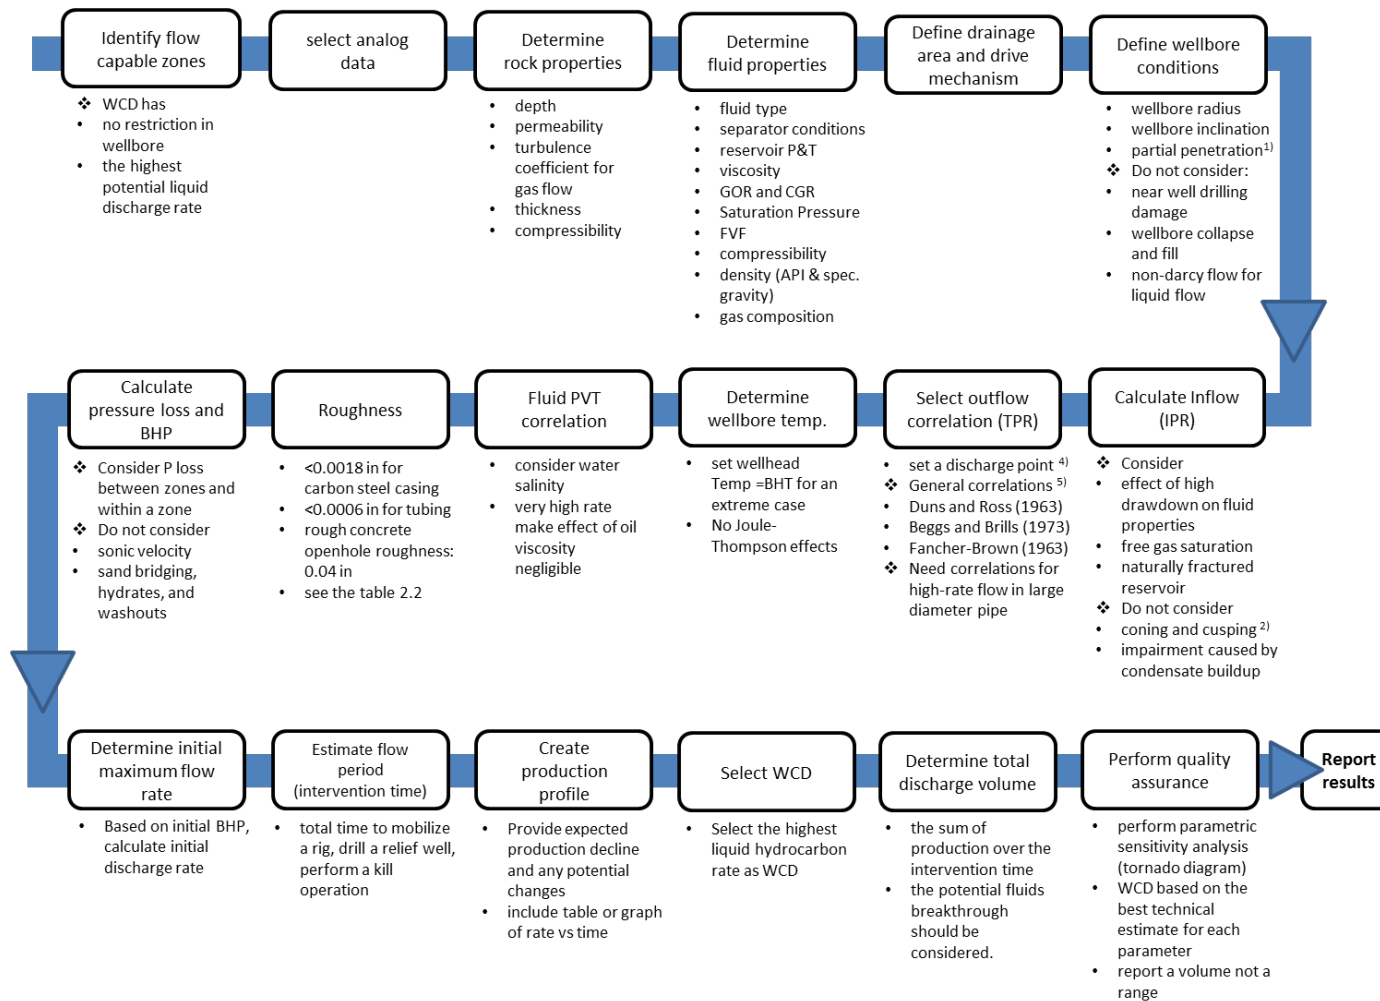 Identify flow
capable zones
❖ WCD has
• no restriction in
wellbore
• the highest
potential liquid
discharge rate
select analog
data
Determine
rock properties
• depth
• permeability
• turbulence
coefficient for
gas flow
• thickness
• compressibility
Determine
fluid properties
• fluid type
• separator conditions
• reservoir P&T
• viscosity
• GOR and CGR
• Saturation Pressure
• FVF
• compressibility
• density (API & spec.
gravity)
• gas composition
Define drainage
area and drive
mechanism
Define wellbore
conditions
• wellbore radius
• wellbore inclination
• partial penetration1)
❖ Do not consider:
• near well drilling
damage
• wellbore collapse
and fill
• non-darcy flow for
liquid flow
Calculate
pressure loss and
BHP
❖ Consider P loss
between zones and
within a zone
❖ Do not consider
• sonic velocity
• sand bridging,
hydrates, and
washouts
Roughness
• <0.0018 in for
carbon steel casing
• <0.0006 in for tubing
• rough concrete
openhole roughness:
0.04 in
• see the table 2.2
Fluid PVT
correlation
• consider water
salinity
• very high rate
make effect of oil
viscosity
negligible
Determine
wellbore temp.
• set wellhead
Temp =BHT for an
extreme case
• No Joule-
Thompson effects
Select outflow
correlation (TPR)
• set a discharge point 4)
❖ General correlations 5)
• Duns and Ross (1963)
• Beggs and Brills (1973)
• Fancher-Brown (1963)
❖ Need correlations for
high-rate flow in large
diameter pipe
Calculate Inflow
(IPR)
❖ Consider
• effect of high
drawdown on fluid
properties
• free gas saturation
• naturally fractured
reservoir
❖ Do not consider
• coning and cusping 2)
• impairment caused by
condensate buildup
Determine initial
maximum flow
rate
• Based on initial BHP,
calculate initial
discharge rate
Estimate flow
period
(intervention time)
• total time to mobilize
a rig, drill a relief well,
perform a kill
operation
Create
production
profile
• Provide expected
production decline
and any potential
changes
• include table or graph
of rate vs time
Select WCD
• Select the highest
liquid hydrocarbon
rate as WCD
Determine total
discharge volume
• the sum of
production over the
intervention time
• the potential fluids
breakthrough
should be
considered.
Perform quality
assurance
• perform parametric
sensitivity analysis
(tornado diagram)
• WCD based on the
best technical
estimate for each
parameter
• report a volume not a
range
Report
results